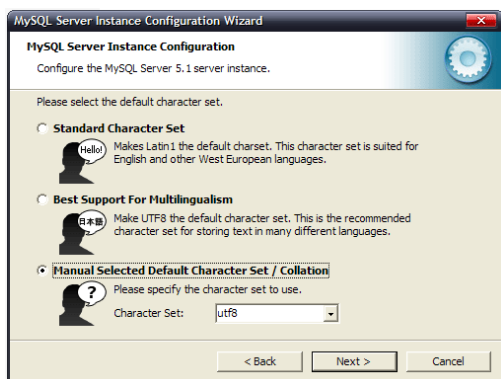 MySQL Server Instance Configuration Wizard
MySQL Server Instance Configuration
Configure the MySQL Server 5.1 server instance.
Please select the default character set.
Standard Character Set
Hello!
Makes Latin1 the default charset. This character set is suited for
English and other West European languages.
Best Support For Multilingualism
日本語
Make UTF8 the default character set. This is the recommended
character set for storing text in many different languages.
Manual Selected Default Character Set / Collation
?
Please specify the character set to use.
Character Set: utf8
< Back Next > Cancel